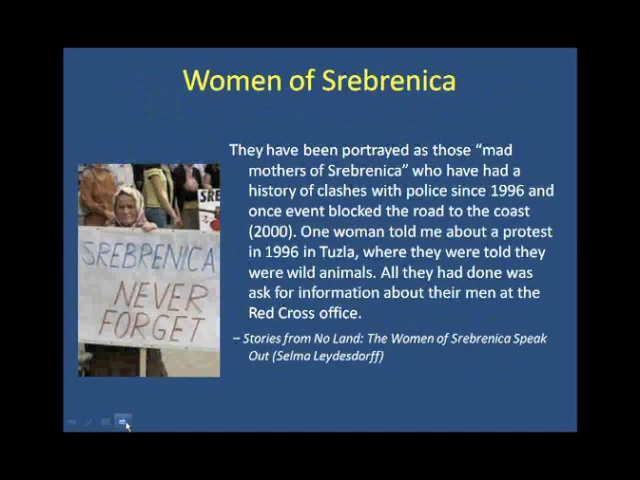 Women of Srebrenica
They have been portrayed as those “mad
mothers of Srebrenica” who have had a
history of clashes with police since 1996 and
once event blocked the road to the coast
(2000). One woman told me about a protest
in 1996 in Tuzla, where they were told they
were wild animals. All they had done was
ask for information about their men at the
Red Cross office.
– Stories from No Land: The Women of Srebrenica Speak
Out (Selma Leydesdorff)
SREBRENICA
NEVER
FORGET